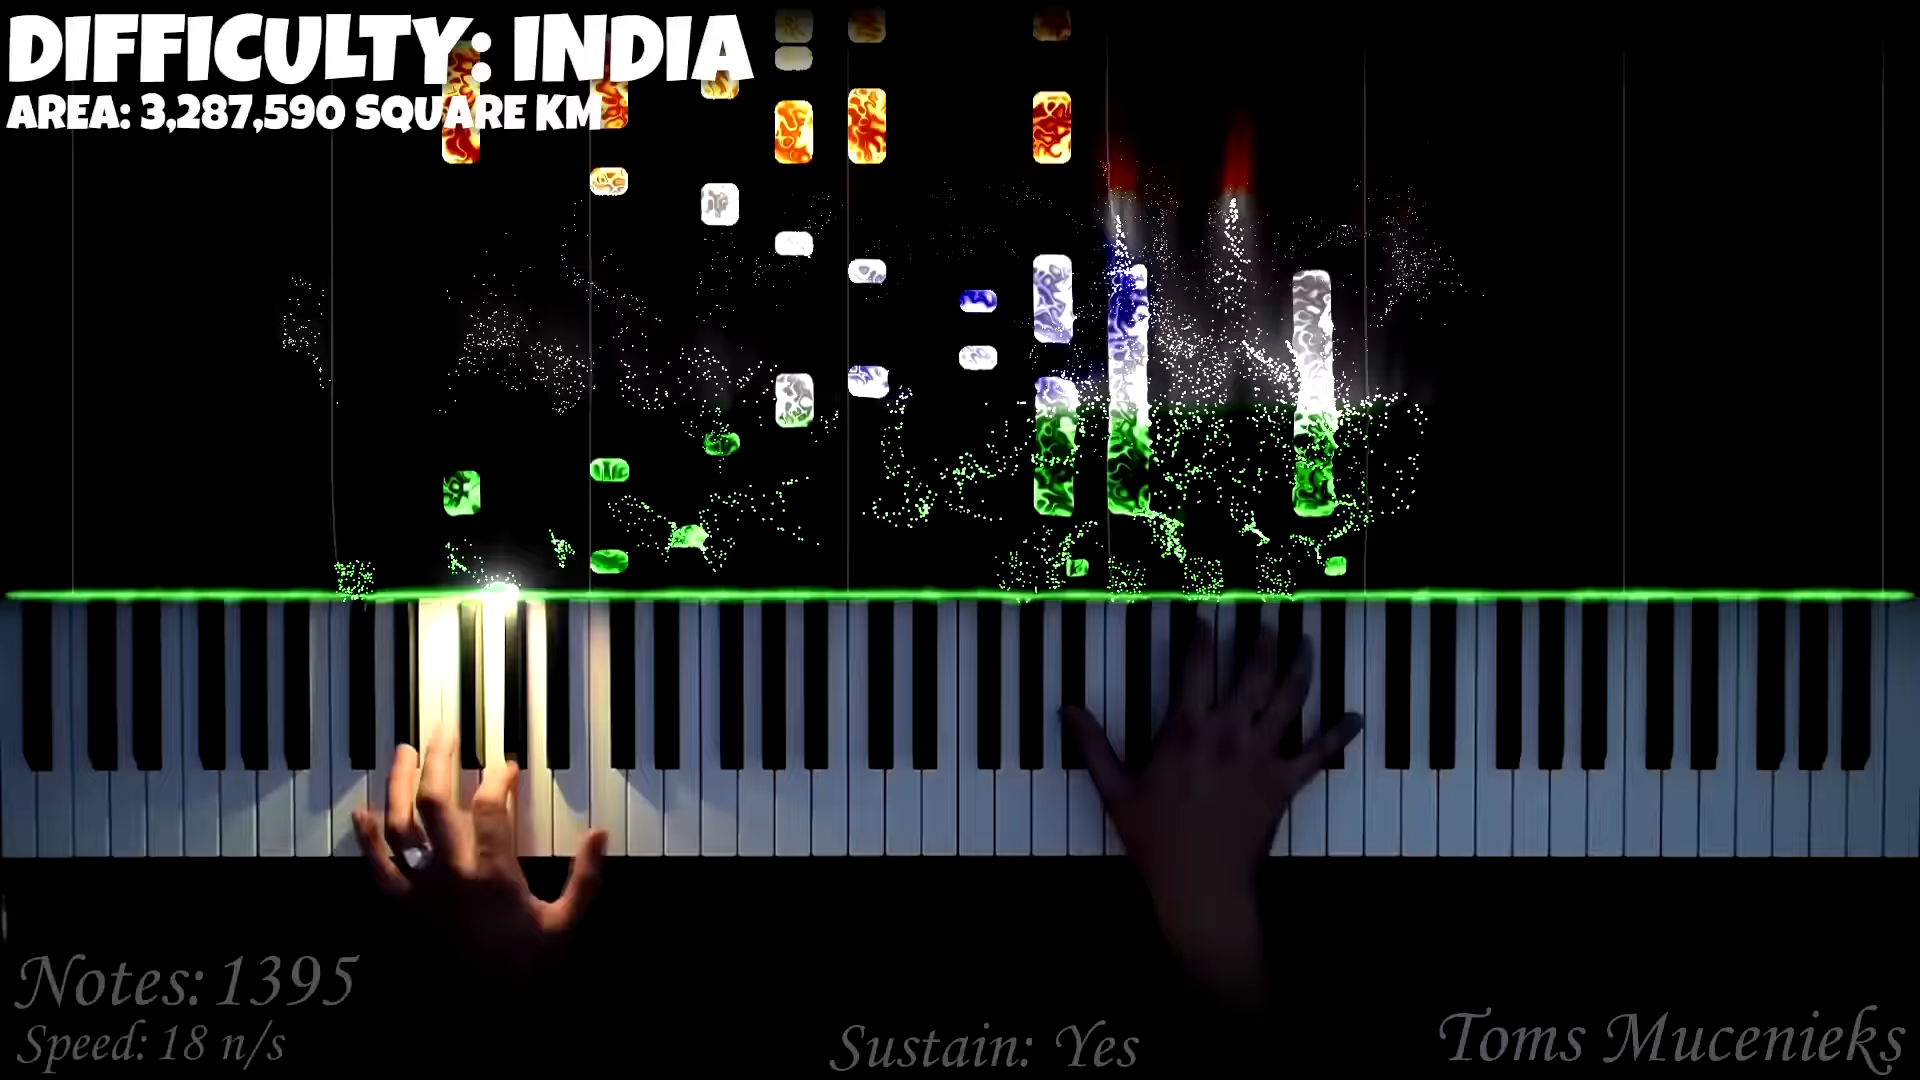 DIFFICULTY: INDIA
AREA: 3,287,590 SQUARE KM
Notes: 1395
Speed: 18 n/s
Sustain: Yes
Toms Mucenieks